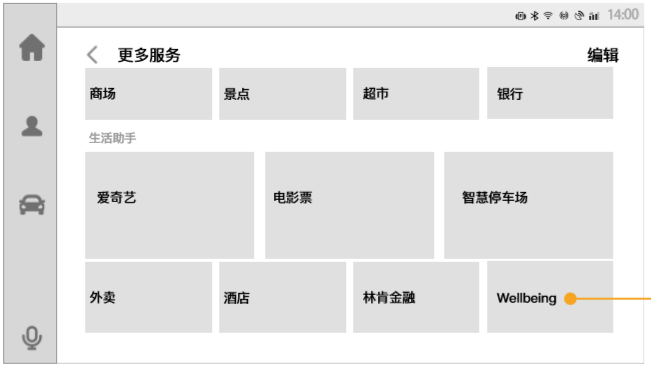 14:00
更多服务 编辑
商场 景点 超市 银行
生活助手
爱奇艺 电影票 智慧停车场
外卖 酒店 林肯金融 Wellbeing